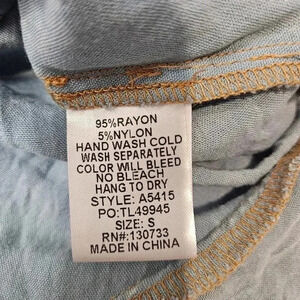 95%RAYON
5%NYLON
HAND WASH COLD
WASH SEPARATELY
COLOR WILL BLEED
NO BLEACH
HANG TO DRY
STYLE: A5415
PO:TL49945
SIZE: S
RN#:130733
MADE IN CHINA